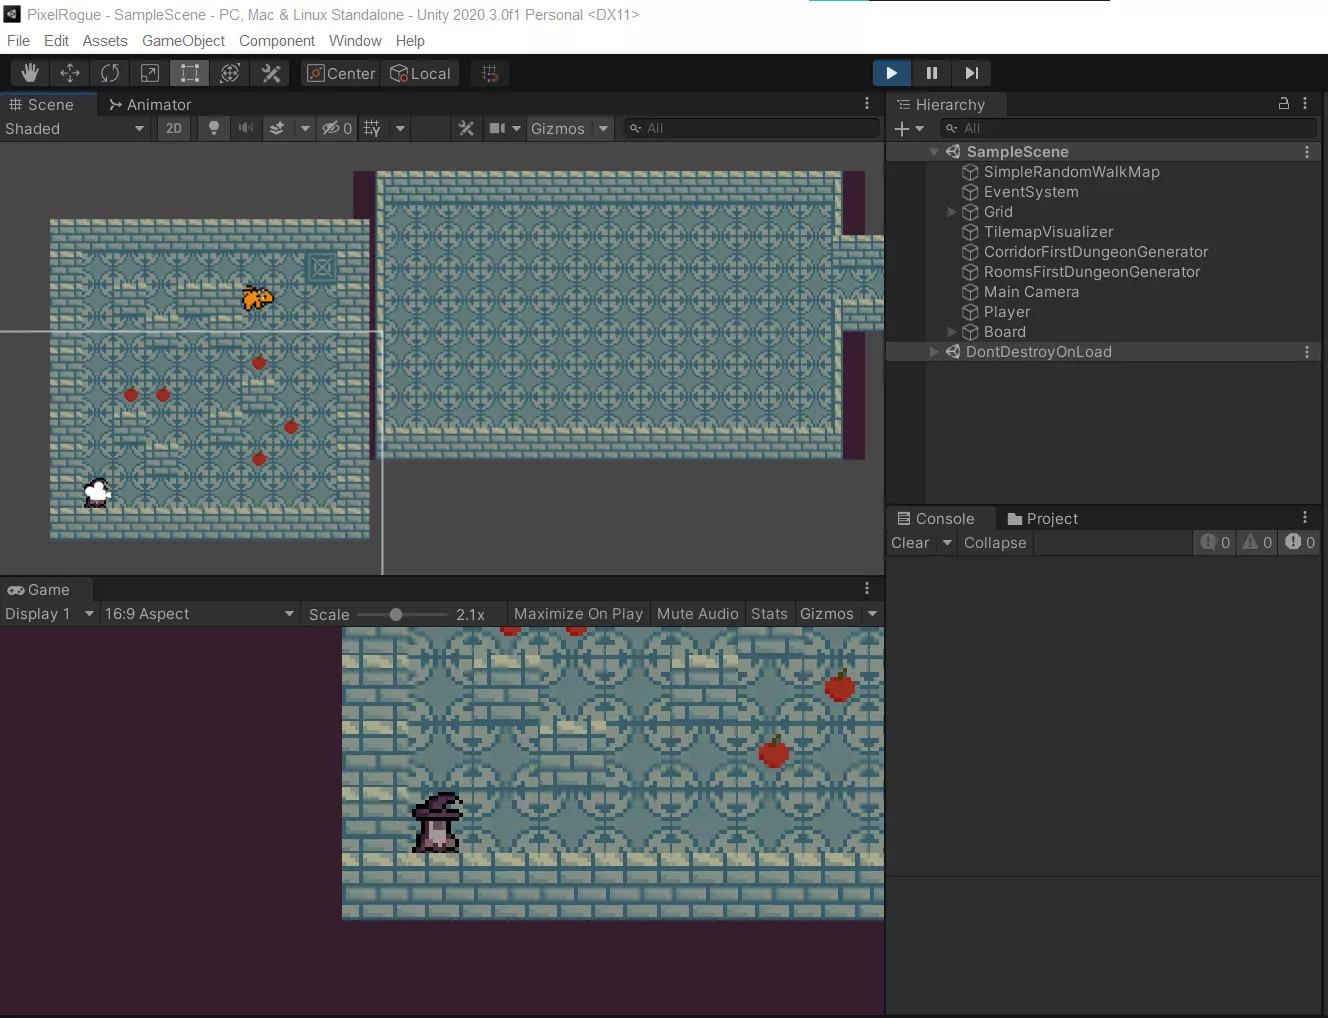 PixelRogue - SampleScene - PC, Mac & Linux Standalone - Unity 2020.3.0f1 Personal <DX11>
File Edit Assets GameObject Component Window Help
Center Local
Scene Animator
Shaded 2D 0 Gizmos All
Hierarchy
All
SampleScene
SimpleRandomWalkMap
EventSystem
Grid
TilemapVisualizer
CorridorFirstDungeonGenerator
RoomsFirstDungeonGenerator
Main Camera
Player
Board
DontDestroyOnLoad
Console Project
Clear Collapse 0 0 0
Game
Display 1 16:9 Aspect Scale 2.1x Maximize On Play Mute Audio Stats Gizmos